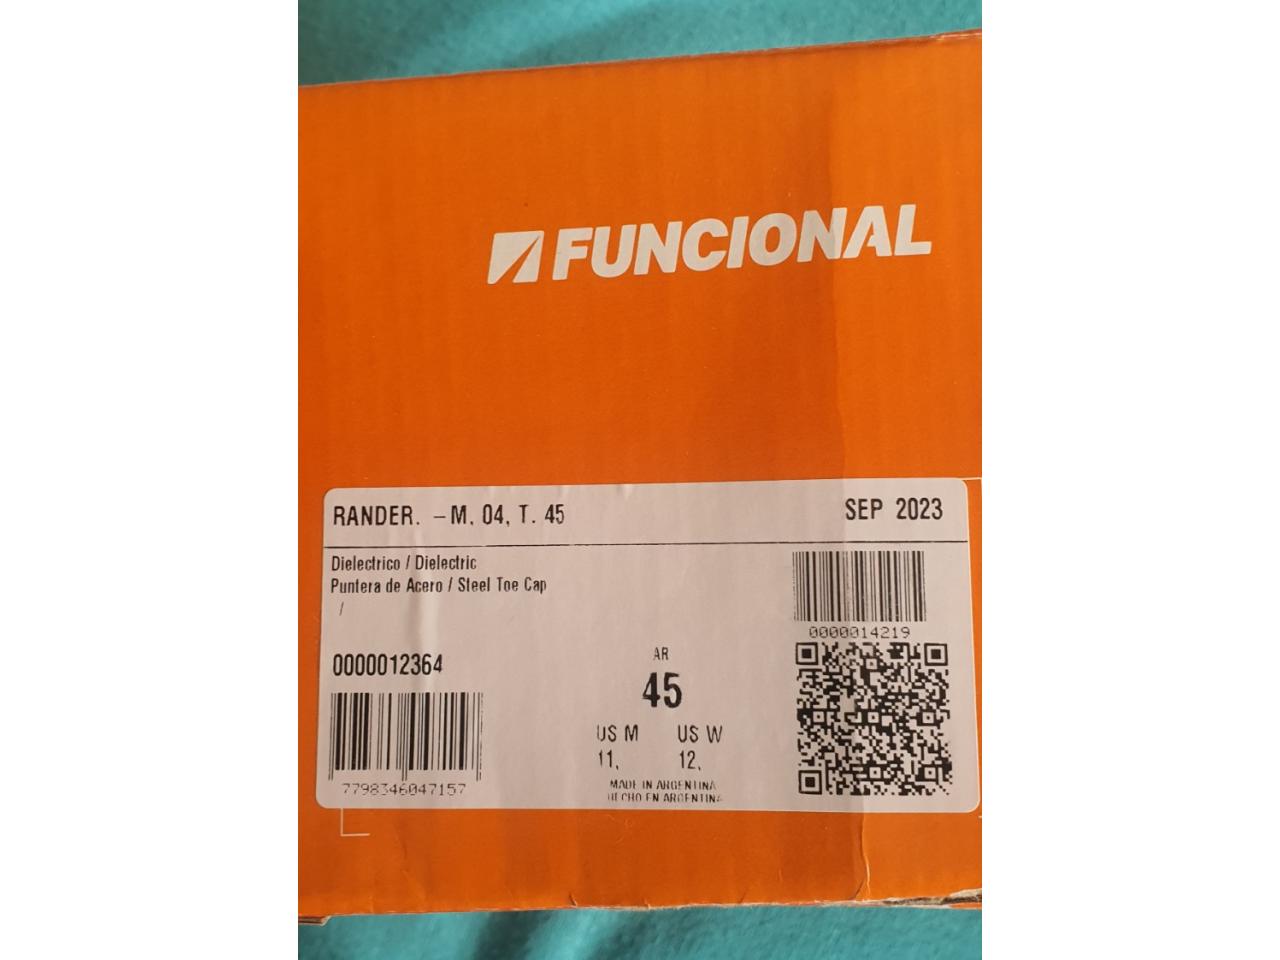 FUNCIONAL
RANDER. - M. 04, T. 45
SEP 2023
Dielectrico / Dielectric
Puntera de Acero / Steel Toe Cap
/
0000014219
0000012364
AR
45
US M US W
11, 12,
7798346047157
MADE IN ARGENTINA
HECHO EN ARGENTINA